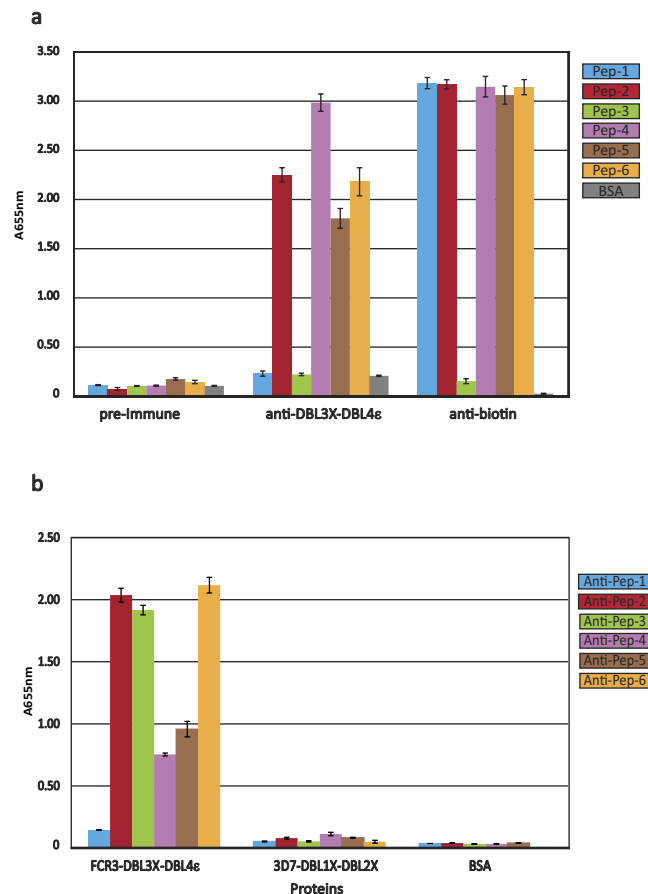 a
3.50
3.00
2.50
2.00
1.50
1.00
0.50
0
A655nm
pre-Immune
anti-DBL3X-DBL4ε
anti-biotin
Pep-1
Pep-2
Pep-3
Pep-4
Pep-5
Pep-6
BSA
b
2.50
2.00
1.50
1.00
0.50
0
A655nm
FCR3-DBL3X-DBL4ε
3D7-DBL1X-DBL2X
BSA
Proteins
Anti-Pep-1
Anti-Pep-2
Anti-Pep-3
Anti-Pep-4
Anti-Pep-5
Anti-Pep-6